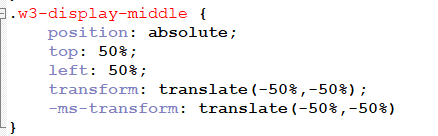 .w3-display-middle {
position: absolute;
top: 50%;
left: 50%;
transform: translate(-50%,-50%);
-ms-transform: translate(-50%,-50%)
}